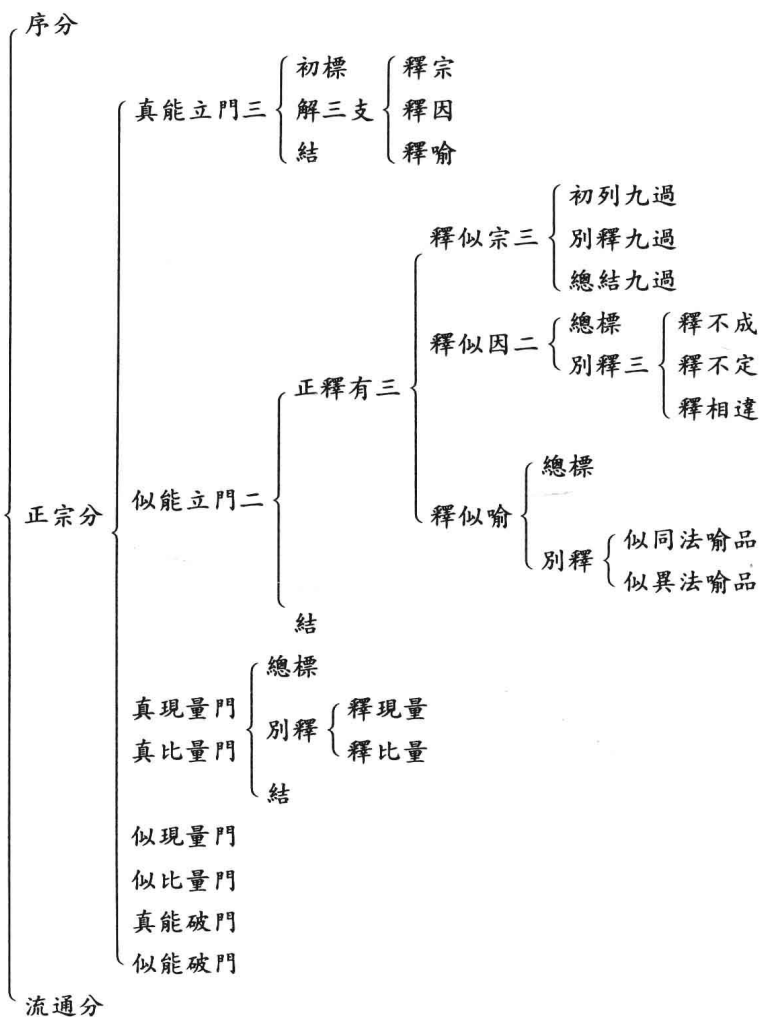 序分
初標
釋宗
真能立門三
解三支
釋因
結
釋喻
初列九過
釋似宗三
別釋九過
總結九過
總標
釋不成
釋似因二
別釋三
釋不定
正釋有三
釋相違
總標
正宗分
似能立門二
釋似喻
似同法喻品
別釋
似異法喻品
結
總標
真現量門
別釋
釋現量
真比量門
釋比量
結
似現量門
似比量門
真能破門
似能破門
流通分